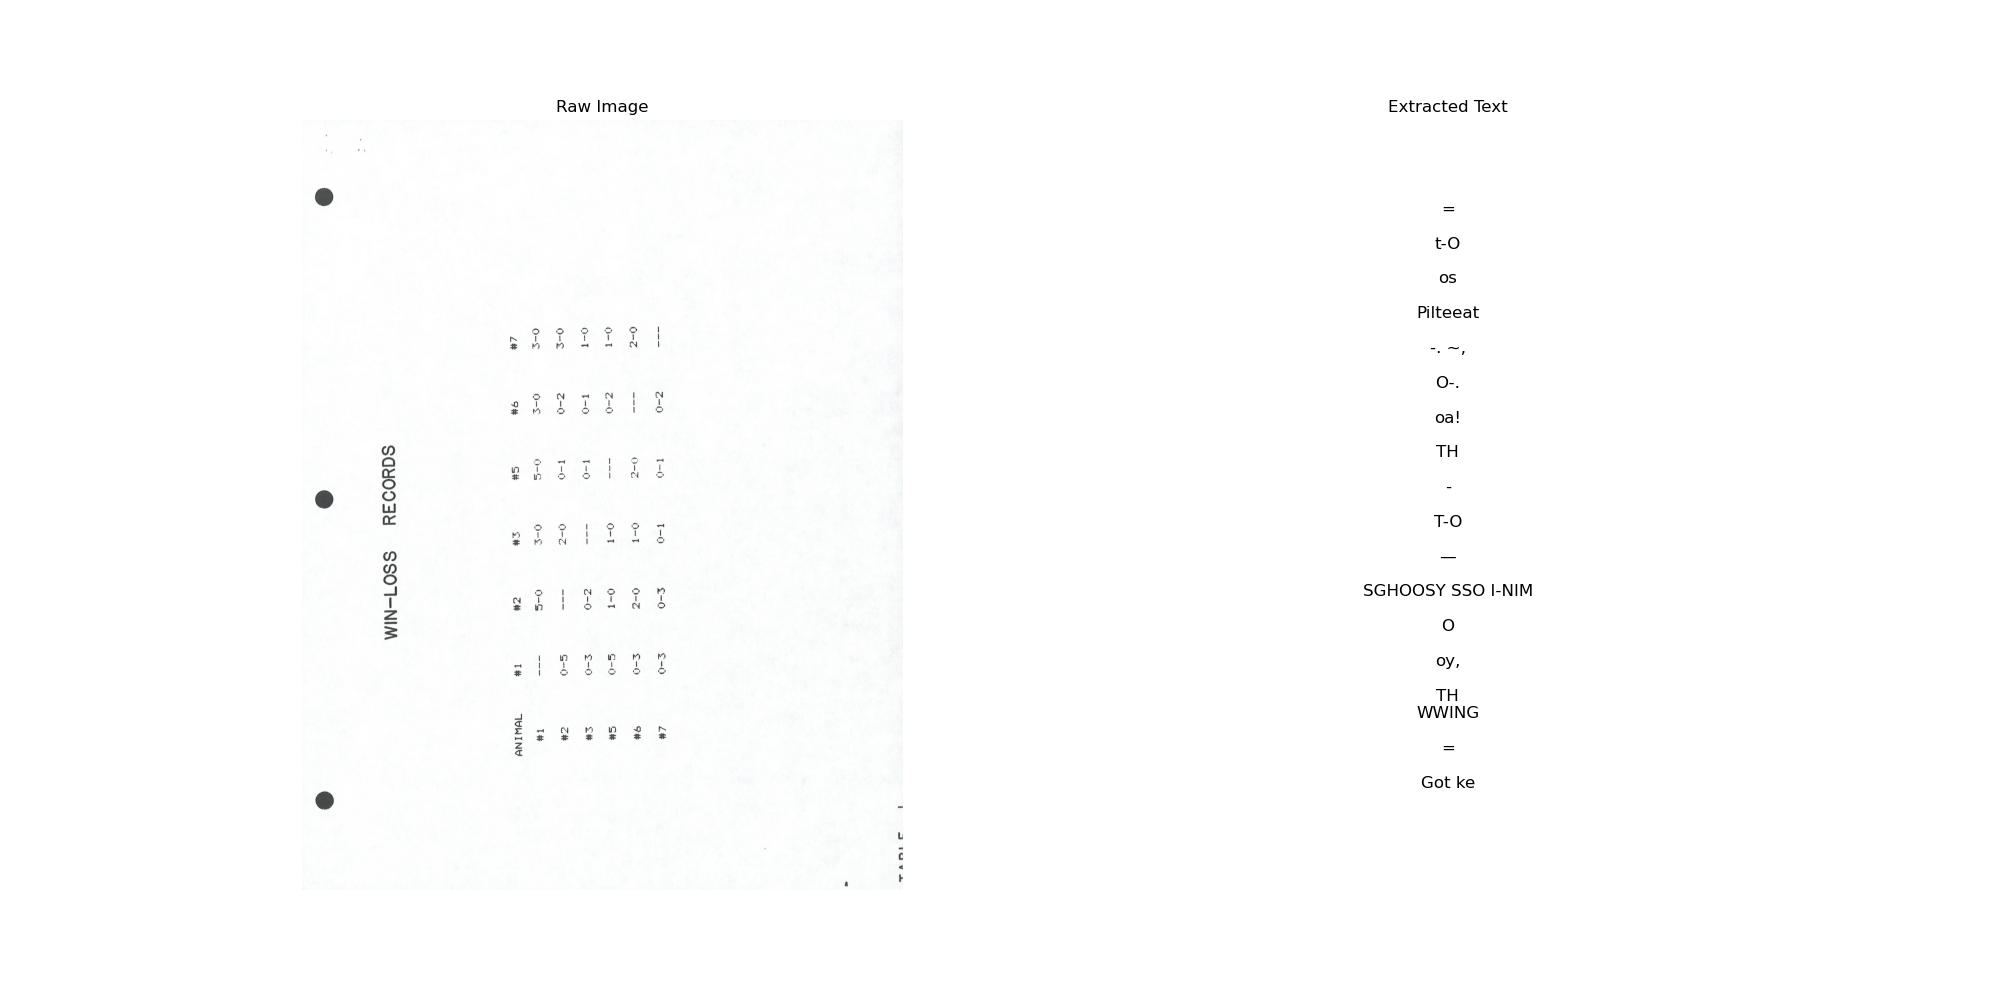 Raw Image
WIN-LOSS RECORDS
ANIMAL #1 #2 #3 #5 #6 #7
#1 --- 5-0 3-0 5-0 3-0 3-0
#2 0-5 --- 2-0 0-1 0-2 3-0
#3 0-3 0-2 --- 0-1 0-1 1-0
#5 0-5 1-0 1-0 --- 0-2 1-0
#6 0-3 2-0 1-0 2-0 --- 2-0
#7 0-3 0-3 0-1 0-1 0-2 ---
Extracted Text
=
t-O
os
Pilteeat
-. ~,
O-.
oa!
TH
-
T-O
—
SGHOOSY SSO I-NIM
O
oy,
TH
WWING
=
Got ke